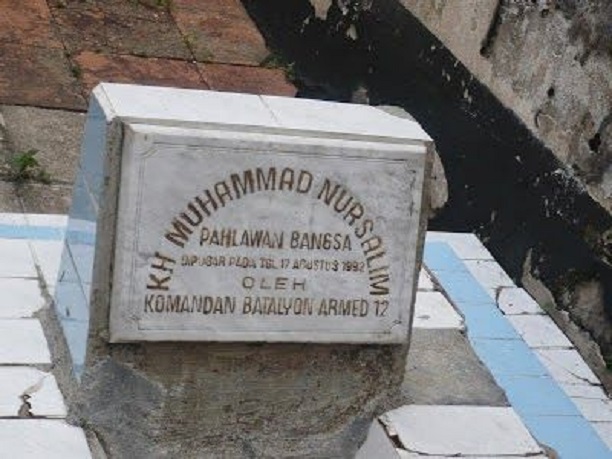 KH MUHAMMAD NURSALIM
PAHLAWAN BANGSA
DIPUGAR PADA TGL 17 AGUSTUS 1992
OLEH
KOMANDAN BATALYON ARMED 12